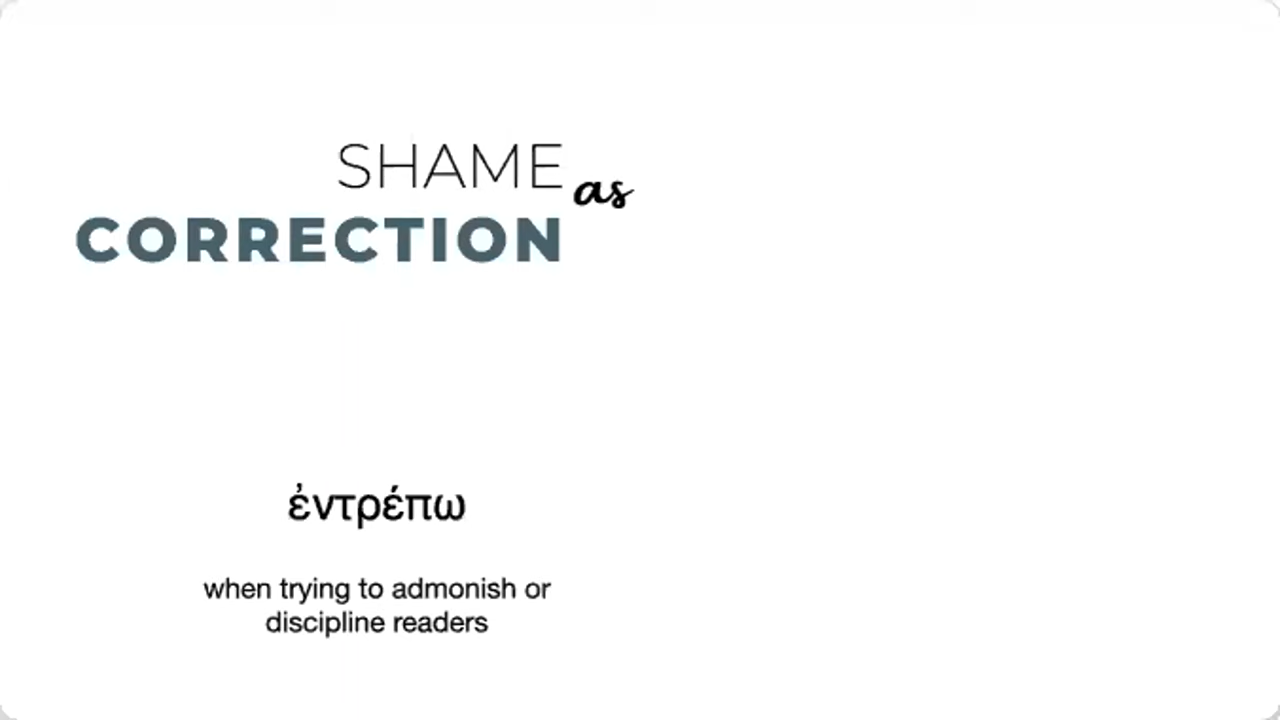 SHAME as
CORRECTION
ἐντρέπω
when trying to admonish or
discipline readers